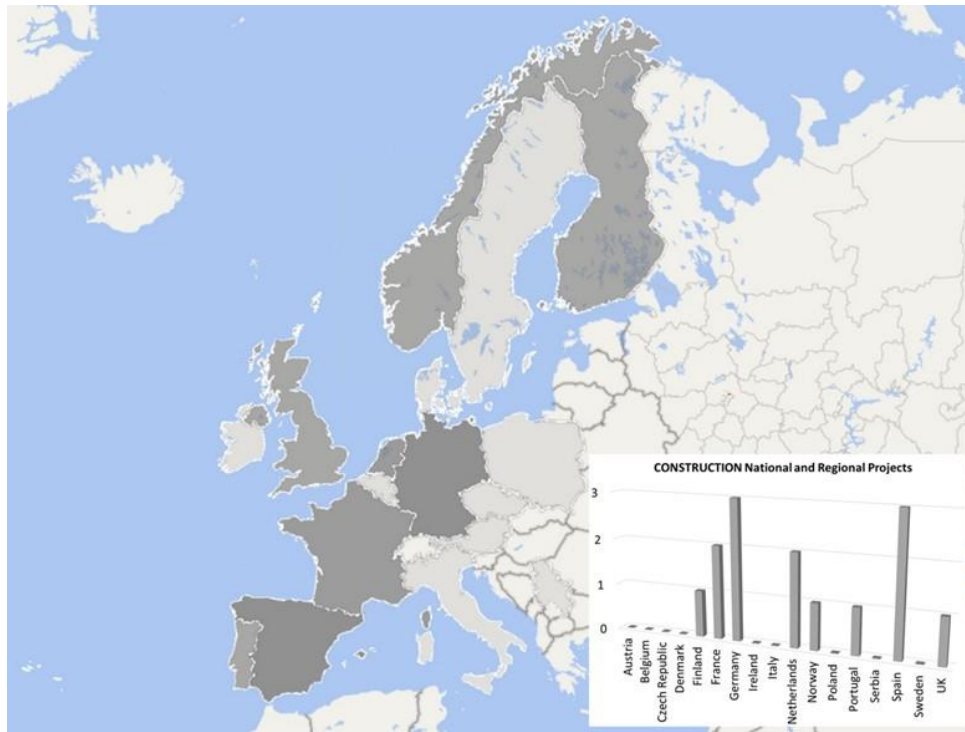 CONSTRUCTION National and Regional Projects
3
2
1
0
Austria
Belgium
Czech Republic
Denmark
Finland
France
Germany
Ireland
Italy
Netherlands
Norway
Poland
Portugal
Serbia
Spain
Sweden
UK